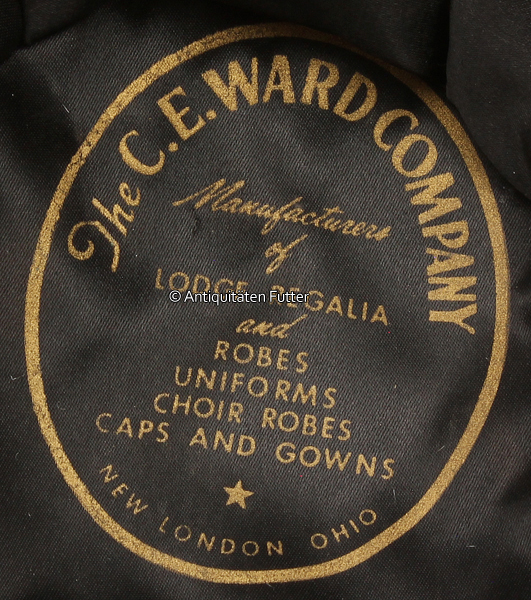 The C.E. WARD COMPANY
Manufacturers
of
LODGE REGALIA
© Antiquitäten Futter
and
ROBES
UNIFORMS
CHOIR ROBES
CAPS AND GOWNS
NEW LONDON OHIO